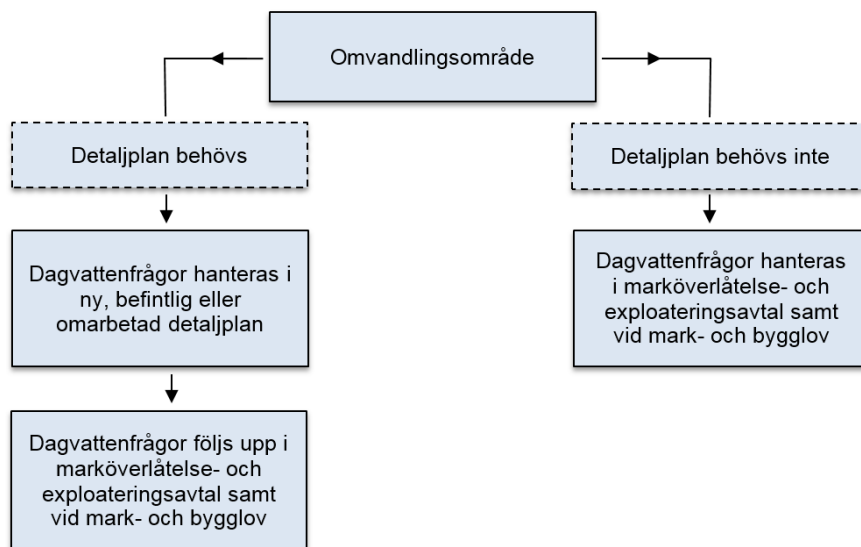 Omvandlingsområde
Detaljplan behövs
Detaljplan behövs inte
Dagvattenfrågor hanteras i
ny, befintlig eller
omarbetad detaljplan
Dagvattenfrågor hanteras
i marköverlåtelse- och
exploateringsavtal samt
vid mark- och bygglov
Dagvattenfrågor följs upp i
marköverlåtelse- och
exploateringsavtal samt
vid mark- och bygglov